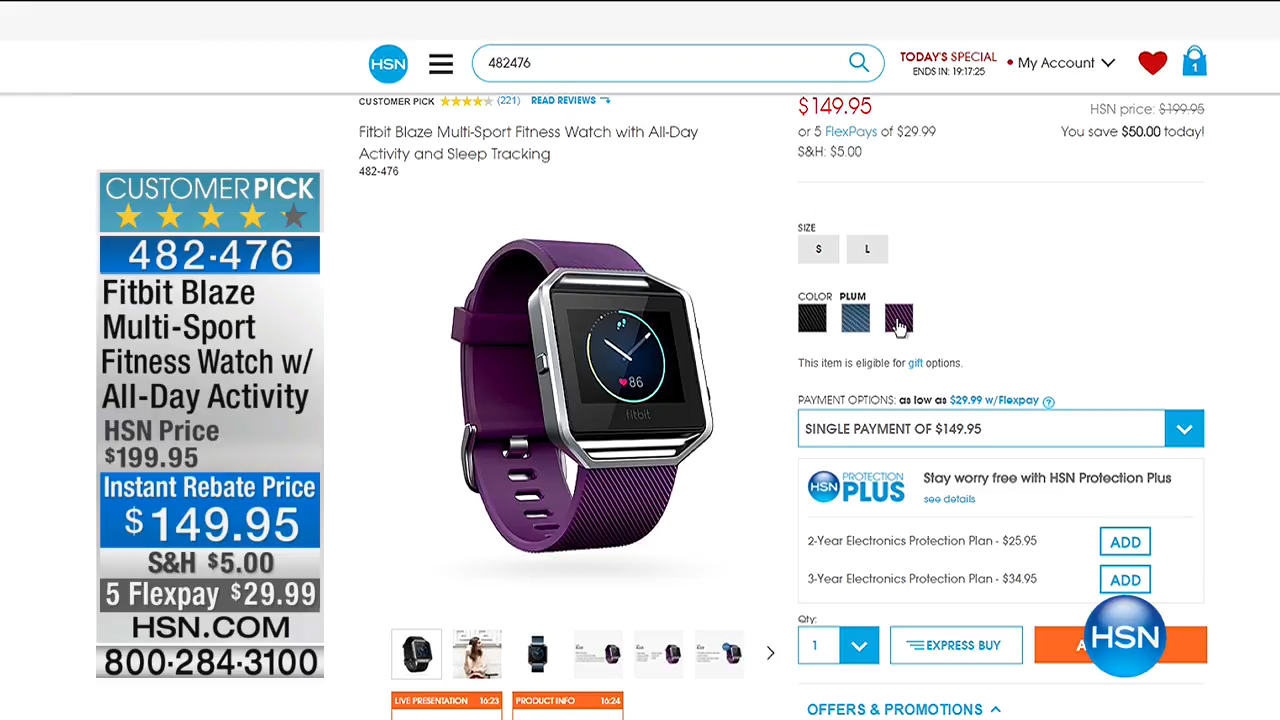 HSN
482476
TODAY'S SPECIAL
ENDS IN: 19:17:25
My Account
1
CUSTOMER PICK (221) READ REVIEWS
Fitbit Blaze Multi-Sport Fitness Watch with All-Day
Activity and Sleep Tracking
482-476
$149.95
or 5 FlexPays of $29.99
S&H: $5.00
HSN price: $199.95
You save $50.00 today!
SIZE
S L
COLOR PLUM
This item is eligible for gift options.
PAYMENT OPTIONS: as low as $29.99 w/Flexpay ?
SINGLE PAYMENT OF $149.95
HSN PROTECTION PLUS
Stay worry free with HSN Protection Plus
see details
2-Year Electronics Protection Plan - $25.95 ADD
3-Year Electronics Protection Plan - $34.95 ADD
Qty:
1
EXPRESS BUY
HSN
OFFERS & PROMOTIONS
86
fitbit
LIVE PRESENTATION 16:23
PRODUCT INFO 16:24
CUSTOMER PICK
482-476
Fitbit Blaze
Multi-Sport
Fitness Watch w/
All-Day Activity
HSN Price
$199.95
Instant Rebate Price
$149.95
S&H $5.00
5 Flexpay $29.99
HSN.COM
800-284-3100